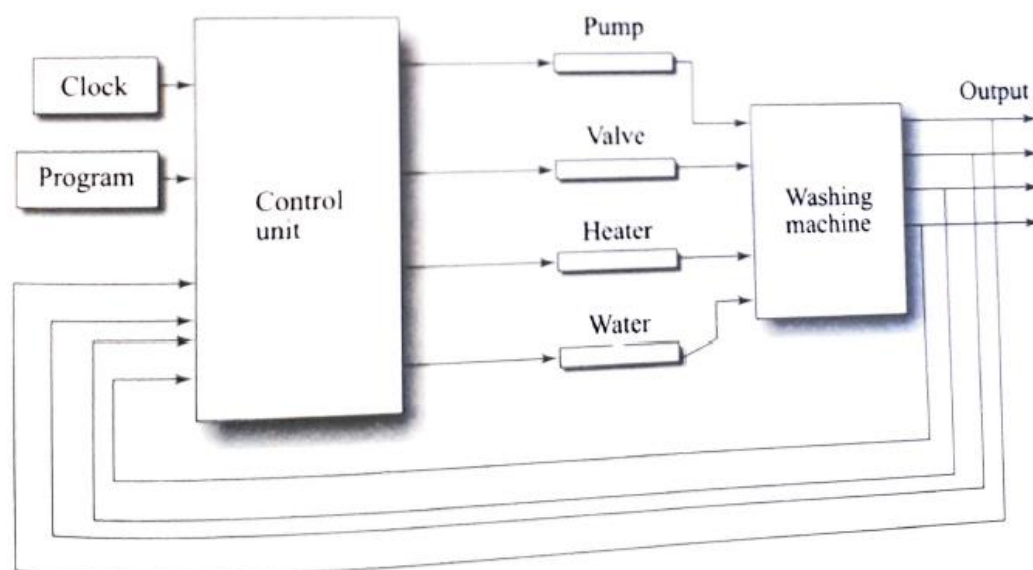 Pump
Clock
Output
Valve
Program
Control
unit
Washing
machine
Heater
Water